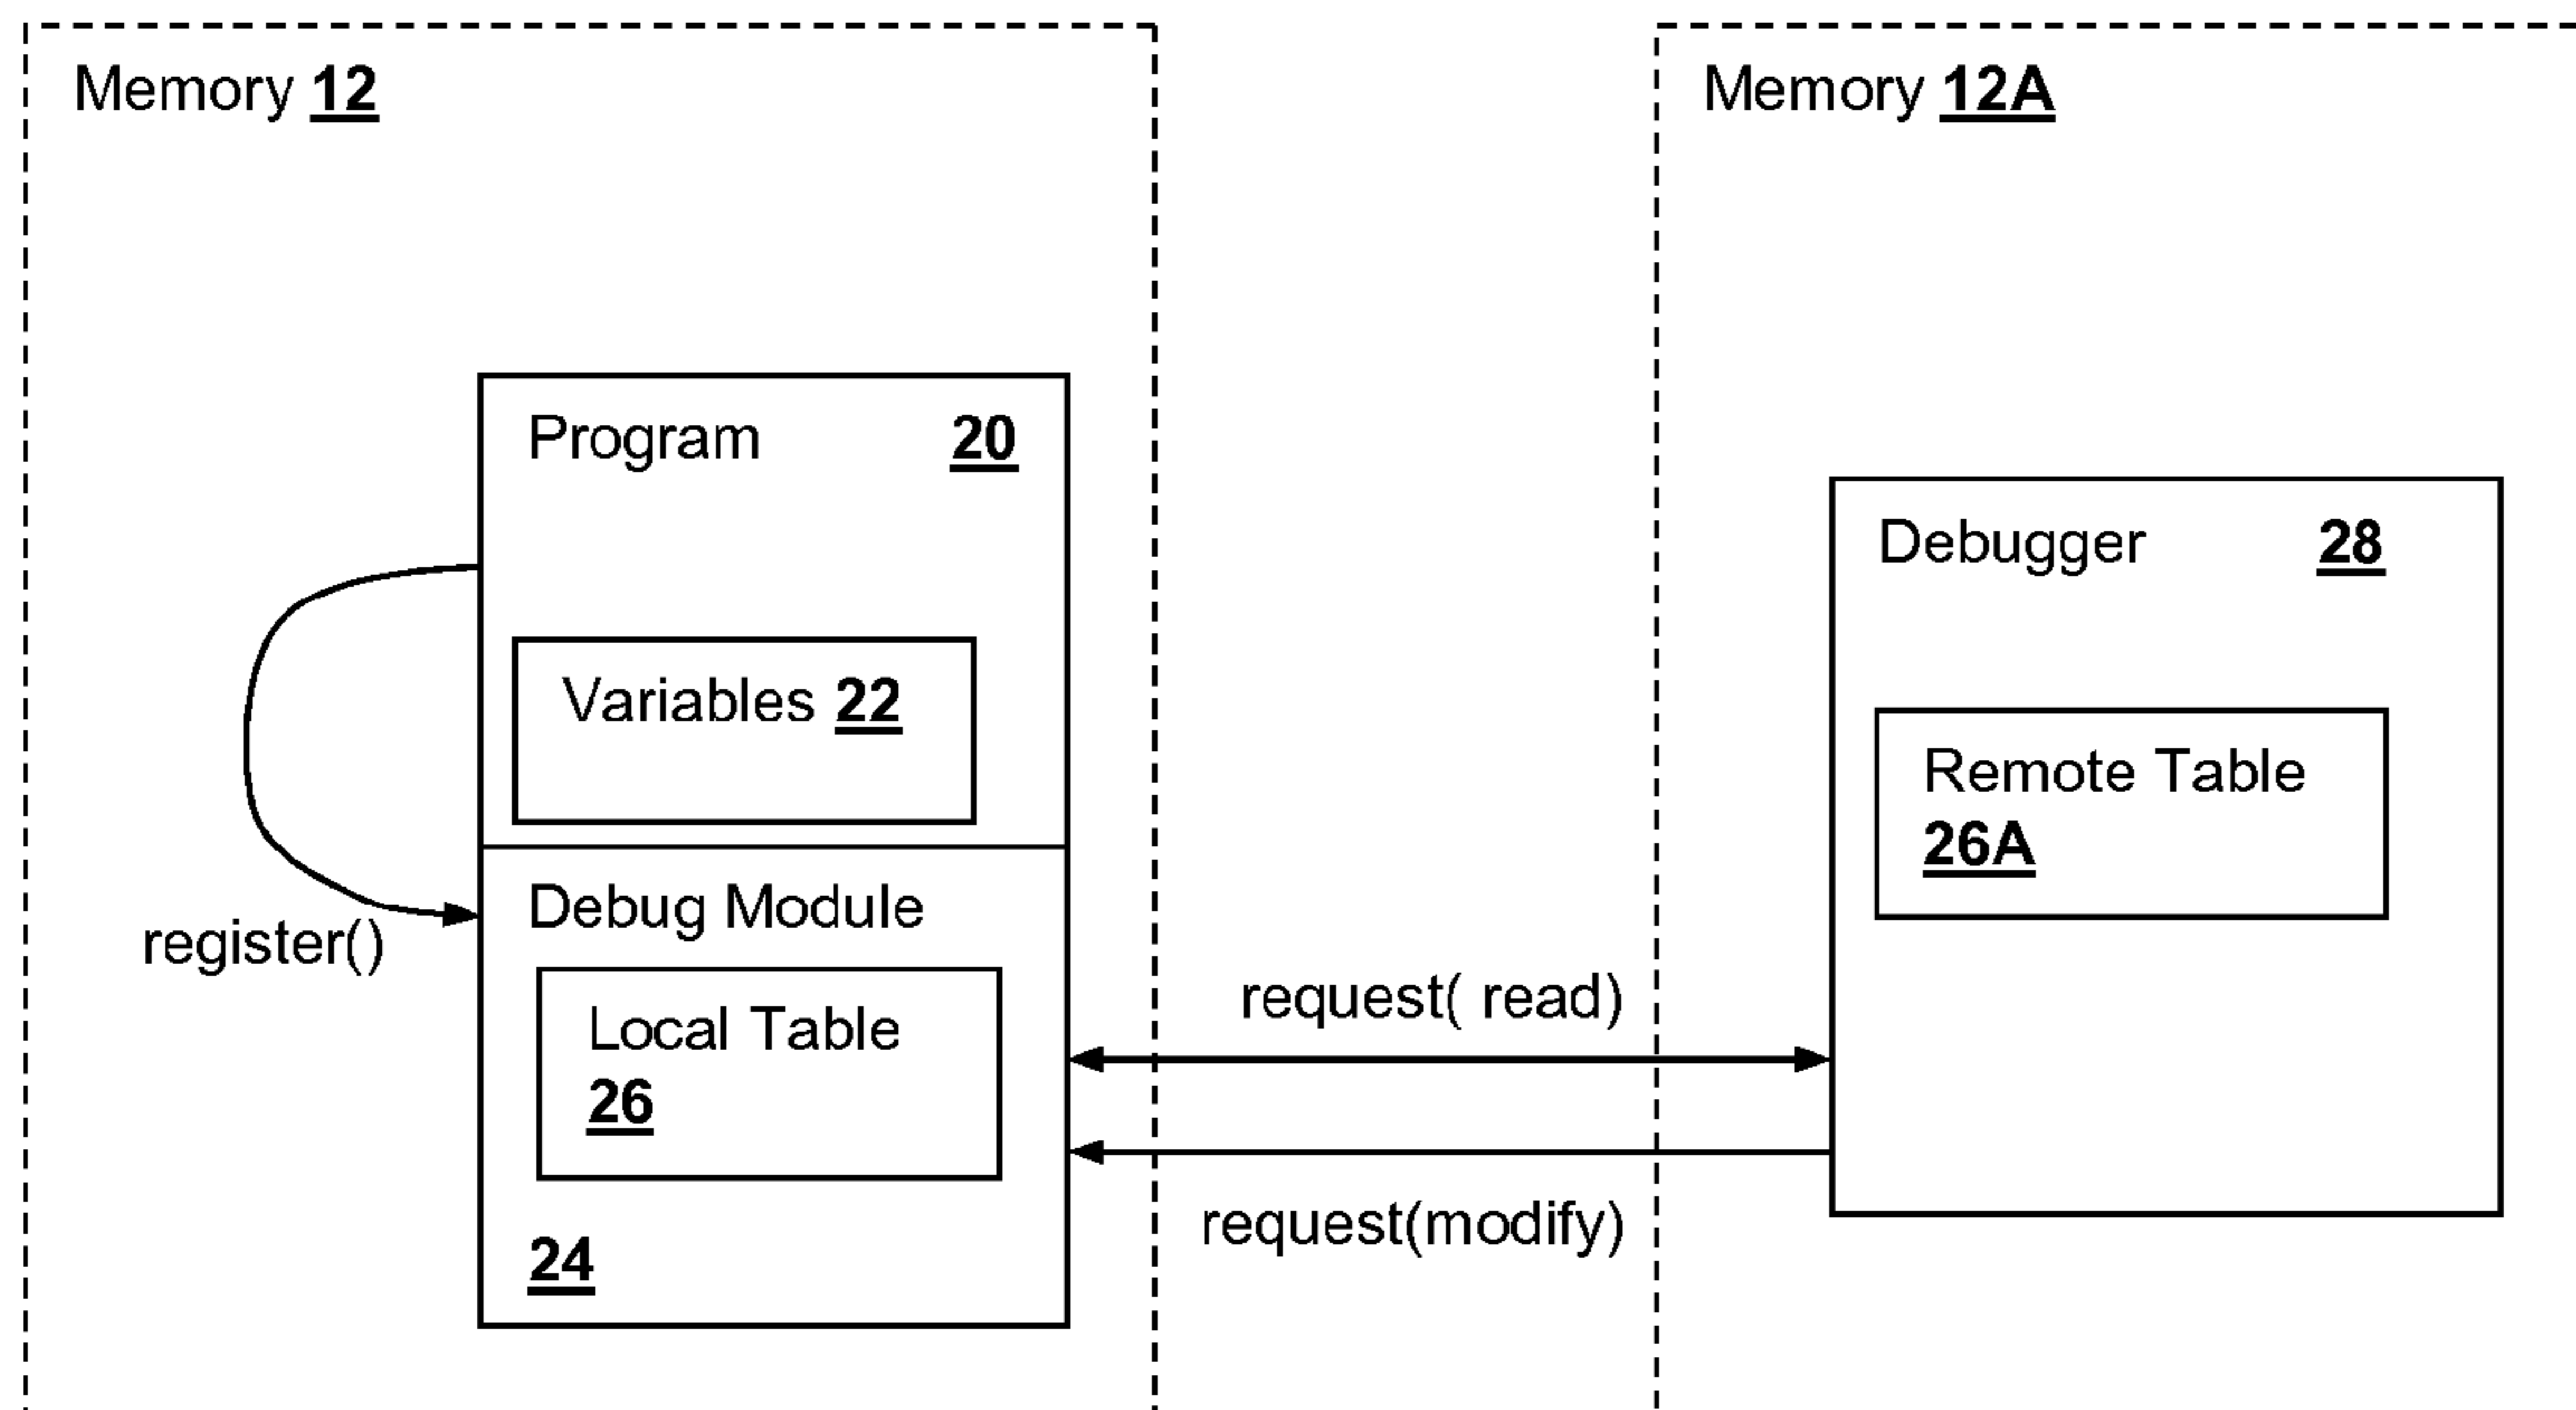 Memory 12
Memory 12A
Program 20
Debugger 28
Variables 22
Remote Table
26A
Debug Module
register()
Local Table
26
request( read)
request(modify)
24